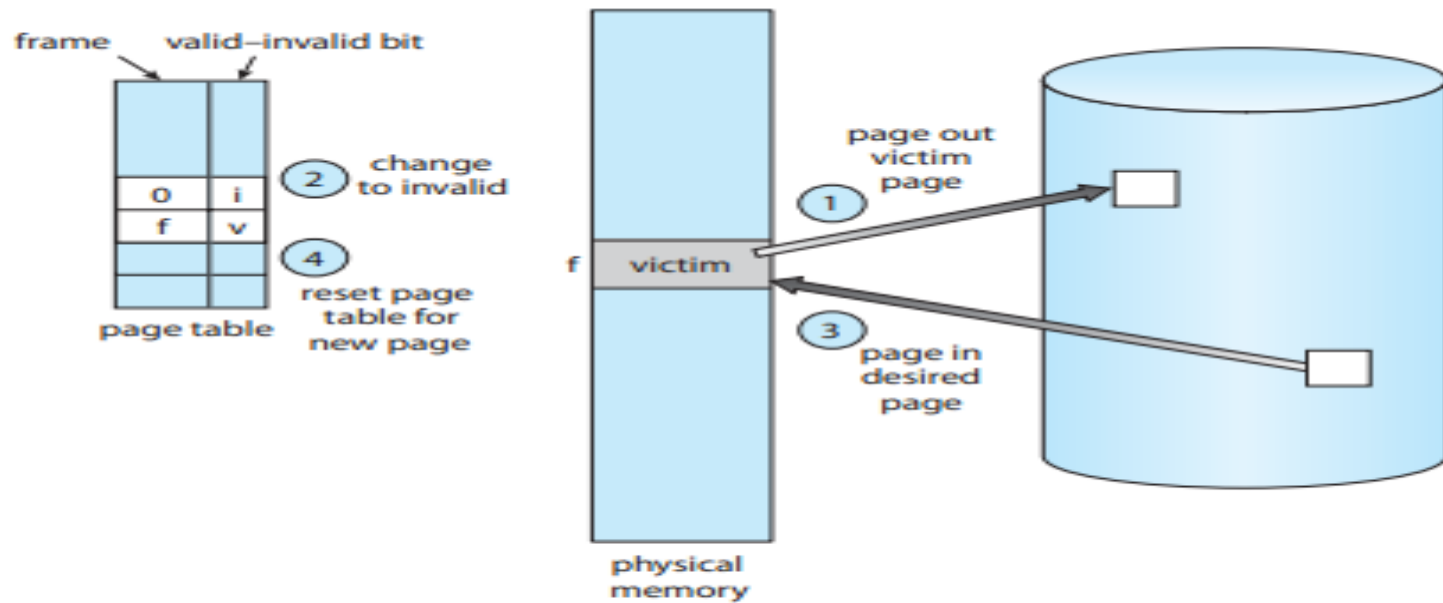 frame valid–invalid bit
0 i
f v
page table
2 change
to invalid
4
reset page
table for
new page
f victim
physical
memory
page out
victim
page
1
3
page in
desired
page